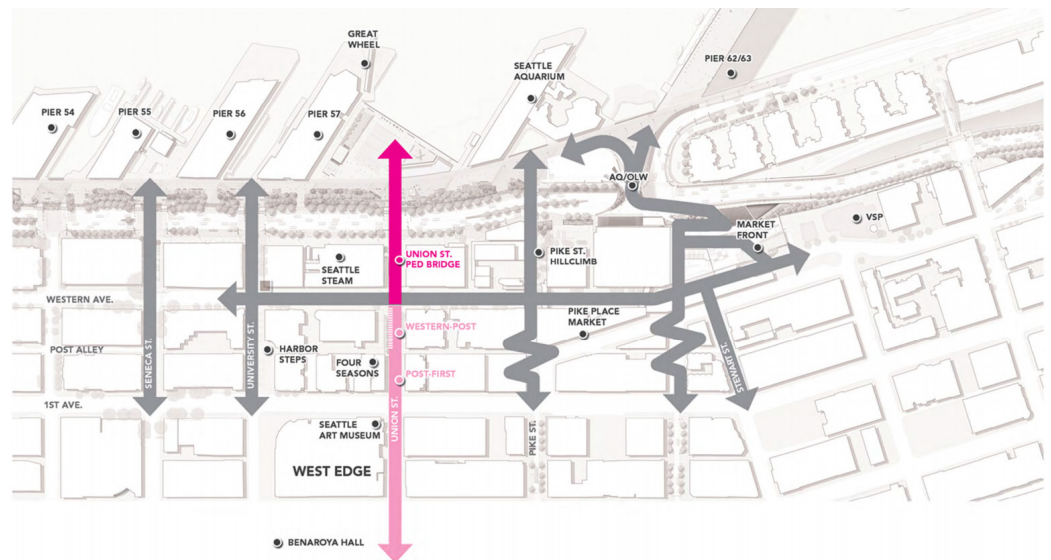 GREAT
WHEEL
SEATTLE
AQUARIUM
PIER 62/63
PIER 54
PIER 55
PIER 56
PIER 57
AQ/OLW
VSP
MARKET
FRONT
UNION ST.
PED BRIDGE
PIKE ST.
HILLCLIMB
SEATTLE
STEAM
WESTERN AVE.
PIKE PLACE
MARKET
WESTERN-POST
POST ALLEY
HARBOR
STEPS
FOUR
SEASONS
POST-FIRST
SENECA ST.
UNIVERSITY ST.
UNION ST.
STEWART ST.
1ST AVE.
SEATTLE
ART MUSEUM
PIKE ST.
WEST EDGE
BENAROYA HALL